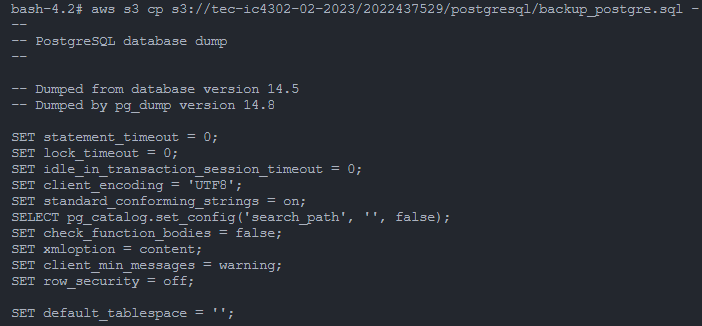 bash-4.2# aws s3 cp s3://tec-ic4302-02-2023/2022437529/postgresql/backup_postgre.sql -
--
-- PostgreSQL database dump
--
-- Dumped from database version 14.5
-- Dumped by pg_dump version 14.8
SET statement_timeout = 0;
SET lock_timeout = 0;
SET idle_in_transaction_session_timeout = 0;
SET client_encoding = 'UTF8';
SET standard_conforming_strings = on;
SELECT pg_catalog.set_config('search_path', '', false);
SET check_function_bodies = false;
SET xmloption = content;
SET client_min_messages = warning;
SET row_security = off;
SET default_tablespace = '';